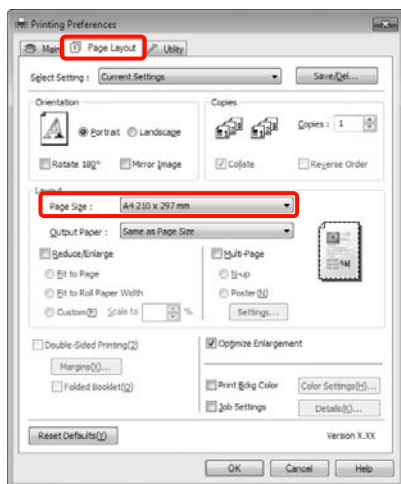 Printing Preferences
Main Page Layout Utility
Select Setting : Current Settings Save/Del...
Orientation Copies
A Portrait Landscape Copies : 1
Rotate 180° Mirror Image Collate Reverse Order
Layout
Page Size : A4 210 x 297 mm
Output Paper : Same as Page Size
Reduce/Enlarge Multi-Page
Fit to Page N-up
Fit to Roll Paper Width Poster(N)
Custom(P) Scale to % Settings...
Double-Sided Printing(2) Optimize Enlargement
Margins(X)...
Folded Booklet(Q) Print Bckg Color Color Settings(H)...
Job Settings Details(K)...
Reset Defaults(Y) Version X.XX
OK Cancel Help